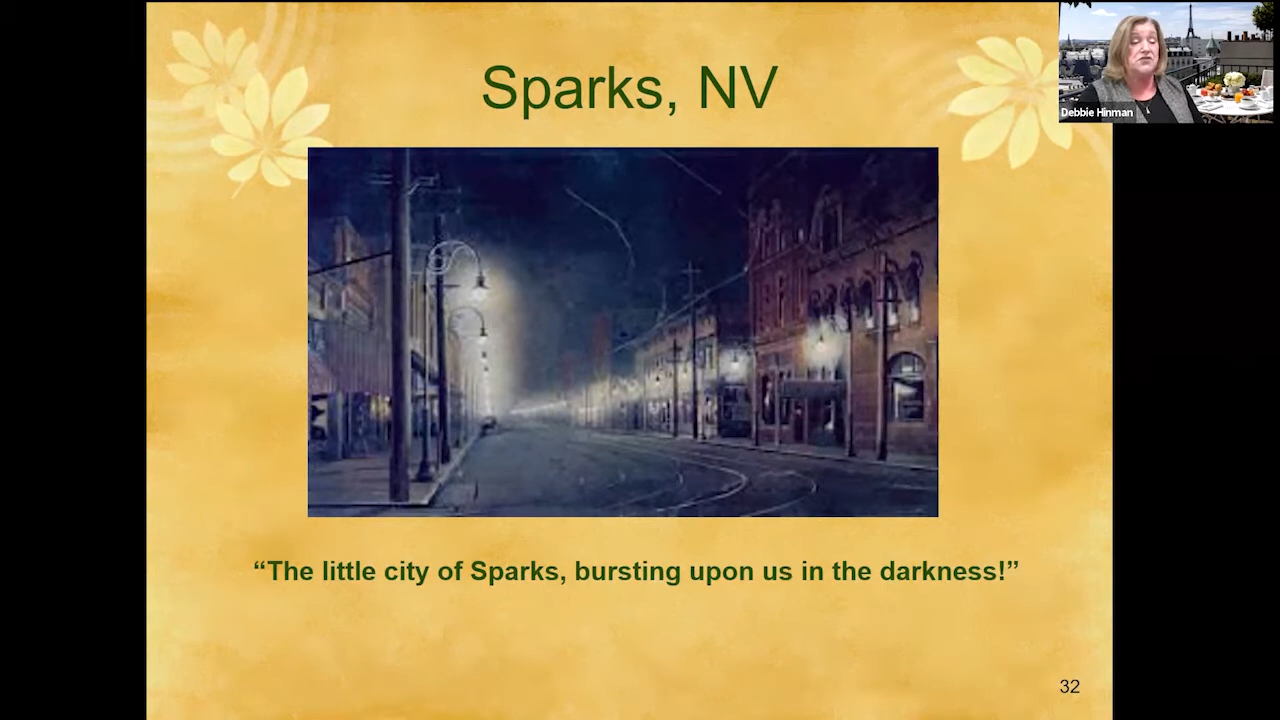 Sparks, NV
Debbie Hinman
“The little city of Sparks, bursting upon us in the darkness!”
32